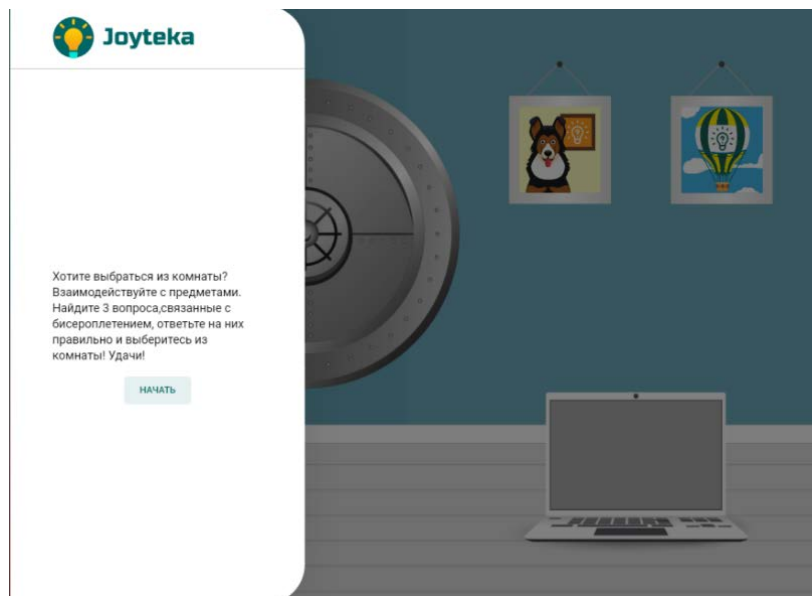 Joyteka
Хотите выбраться из комнаты?
Взаимодействуйте с предметами.
Найдите 3 вопроса,связанные с
бисероплетением, ответьте на них
правильно и выберитесь из
комнаты! Удачи!
НАЧАТЬ